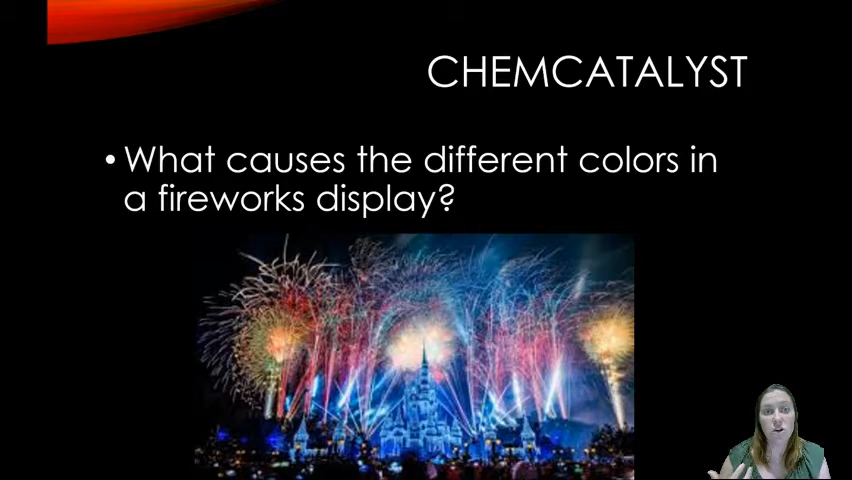 CHEMCATALYST
• What causes the different colors in
a fireworks display?